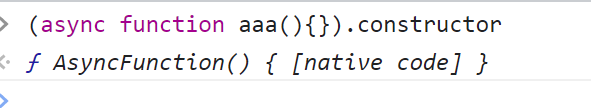 > (async function aaa(){}).constructor
<· ƒ AsyncFunction() { [native code] }
>